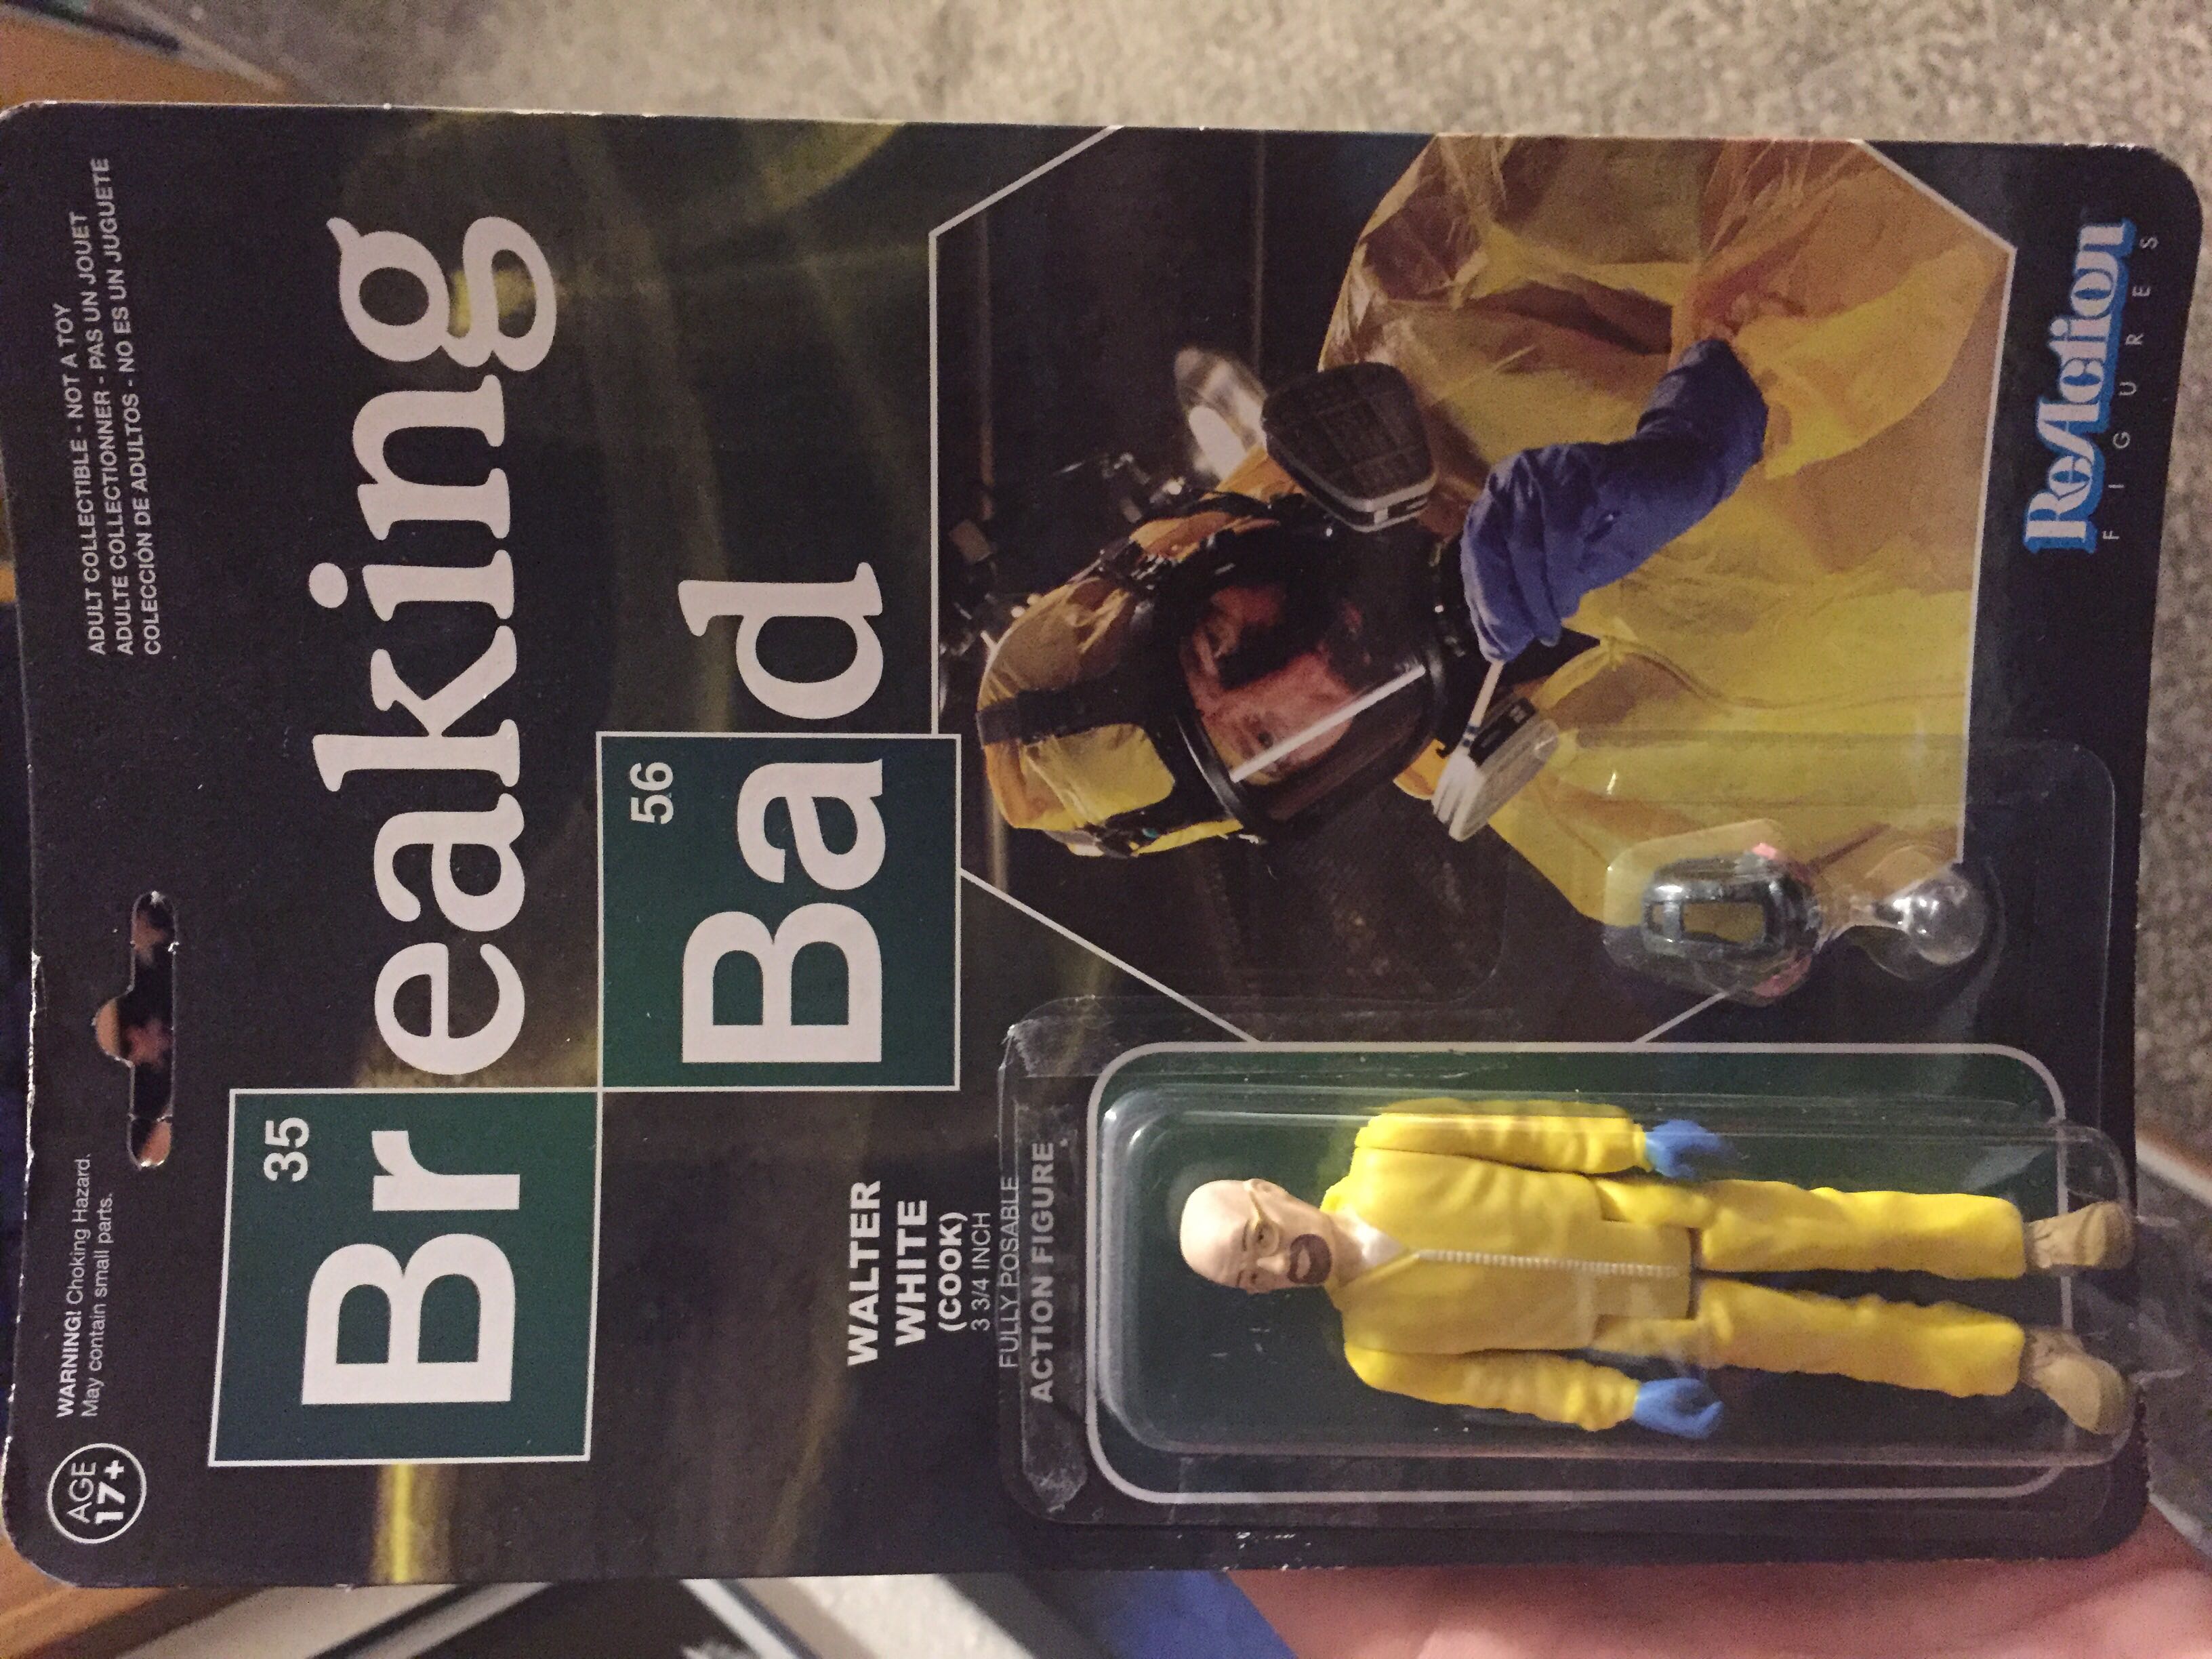 AGE
17+
WARNING! Choking Hazard.
May contain small parts.
ADULT COLLECTIBLE - NOT A TOY
ADULTE COLLECTIONNER - PAS UN JOUET
COLECCIÓN DE ADULTOS - NO ES UN JUGUETE
35
Breaking
56
Bad
WALTER
WHITE
(COOK)
3 3/4 INCH
FULLY POSABLE
ACTION FIGURE
ReAction
FIGURES